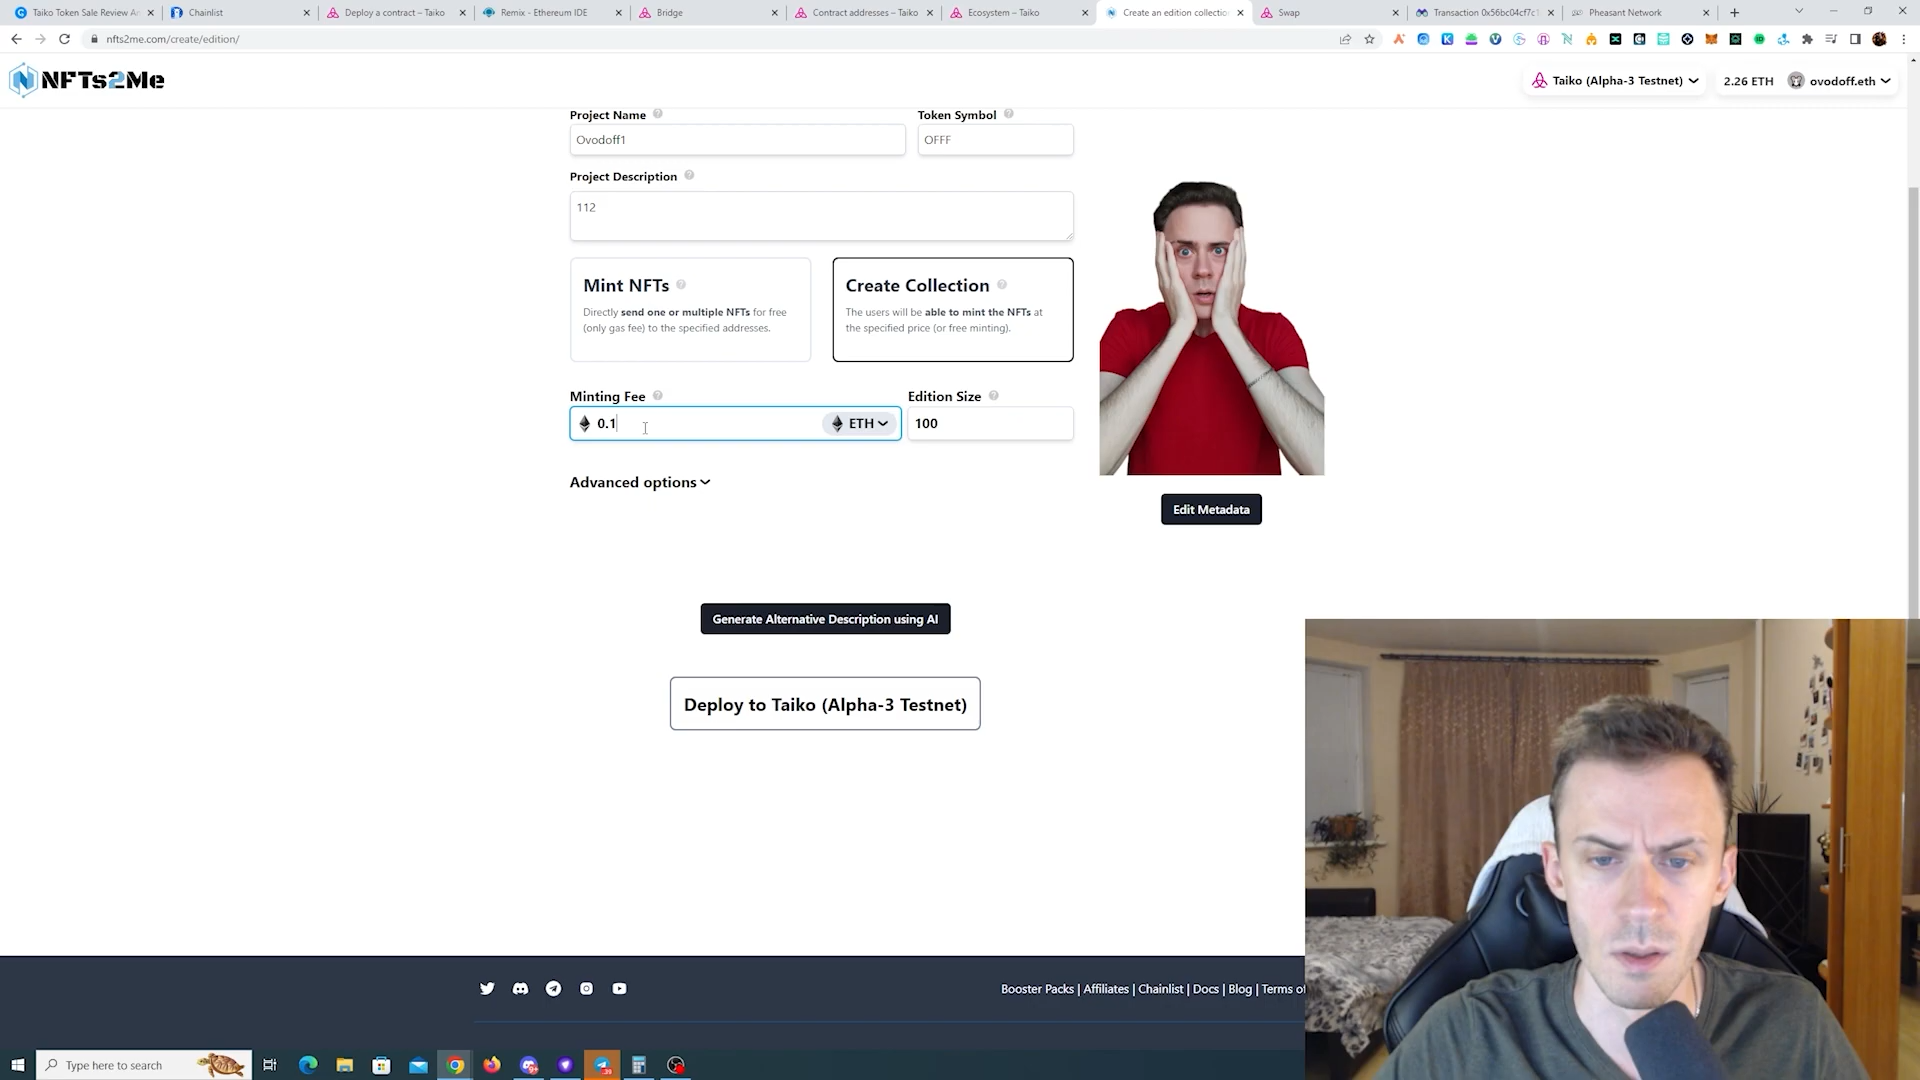 Taiko Token Sale Review An
Chainlist
Deploy a contract – Taiko
Remix - Ethereum IDE
Bridge
Contract addresses – Taiko
Ecosystem – Taiko
Create an edition collection
Swap
Transaction 0x56bc04cf7c1
Pheasant Network
nfts2me.com/create/edition/
NFTs2Me
Taiko (Alpha-3 Testnet)
2.26 ETH
ovodoff.eth
Project Name
Token Symbol
Ovodoff1
OFFF
Project Description
112
Mint NFTs
Directly send one or multiple NFTs for free
(only gas fee) to the specified addresses.
Create Collection
The users will be able to mint the NFTs at
the specified price (or free minting).
Minting Fee
Edition Size
0.1
ETH
100
Advanced options
Edit Metadata
Generate Alternative Description using AI
Deploy to Taiko (Alpha-3 Testnet)
Booster Packs | Affiliates | Chainlist | Docs | Blog | Terms of
Type here to search